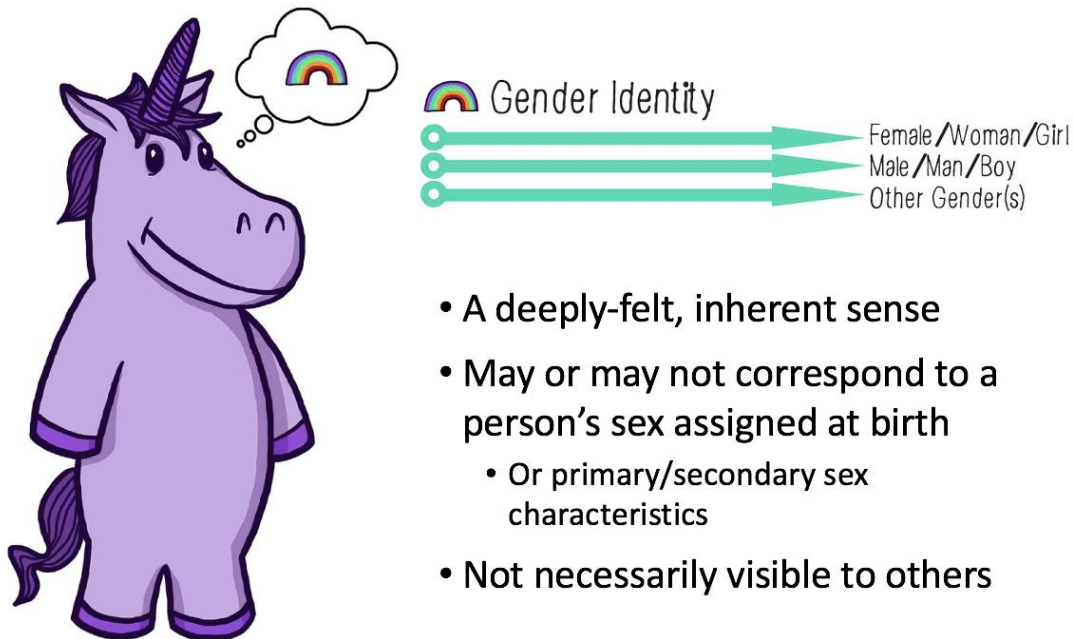 Gender Identity
Female/Woman/Girl
Male/Man/Boy
Other Gender(s)
• A deeply-felt, inherent sense
• May or may not correspond to a
person’s sex assigned at birth
• Or primary/secondary sex
characteristics
• Not necessarily visible to others